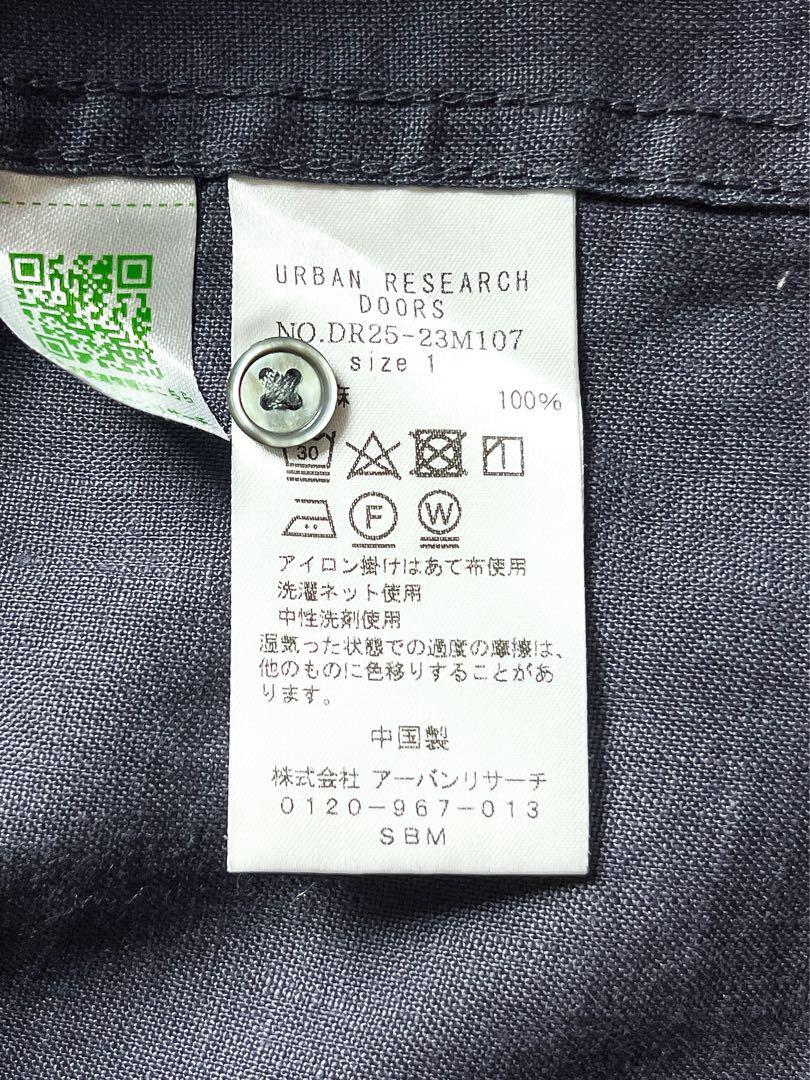 URBAN RESEARCH
DOORS
NO.DR25-23M107
size 1
麻 100%
30
F
W
アイロン掛けはあて布使用
洗濯ネット使用
中性洗剤使用
湿気った状態での過度の摩擦は、
他のものに色移りすることがあ
ります。
中国製
株式会社 アーバンリサーチ
0120-967-013
SBM